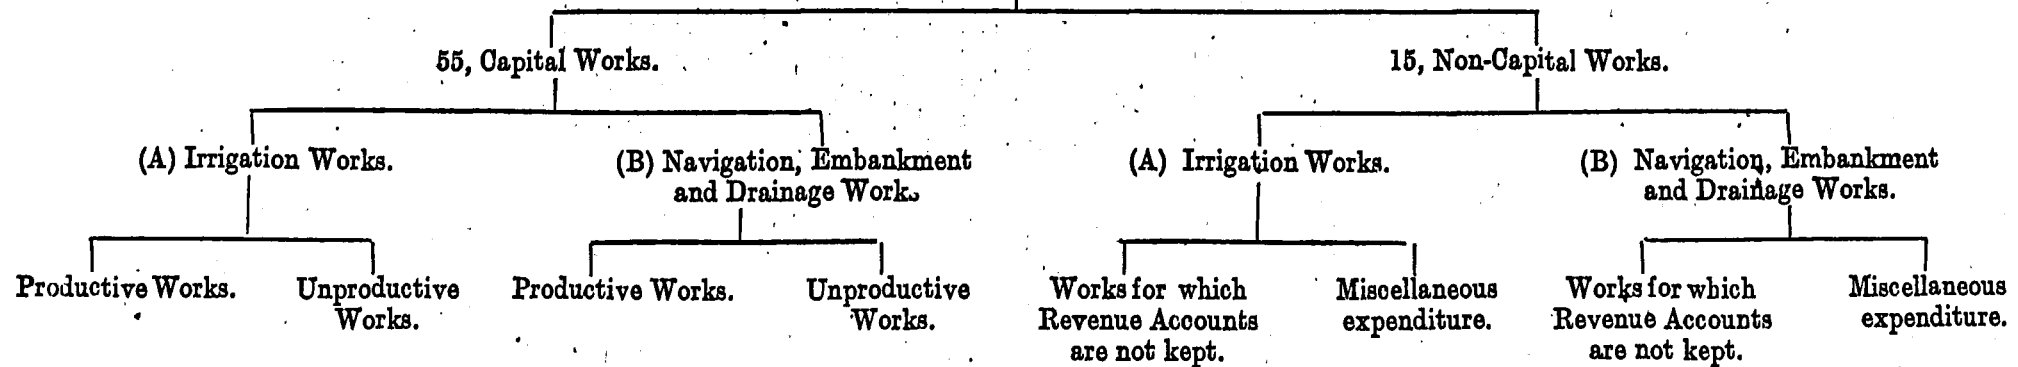 55, Capital Works.
15, Non-Capital Works.
(A) Irrigation Works.
(B) Navigation, Embankment
and Drainage Work.
(A) Irrigation Works.
(B) Navigation, Embankment
and Drainage Works.
Productive Works.
Unproductive
Works.
Productive Works.
Unproductive
Works.
Works for which
Revenue Accounts
are not kept.
Miscellaneous
expenditure.
Works for which
Revenue Accounts
are not kept.
Miscellaneous
expenditure.